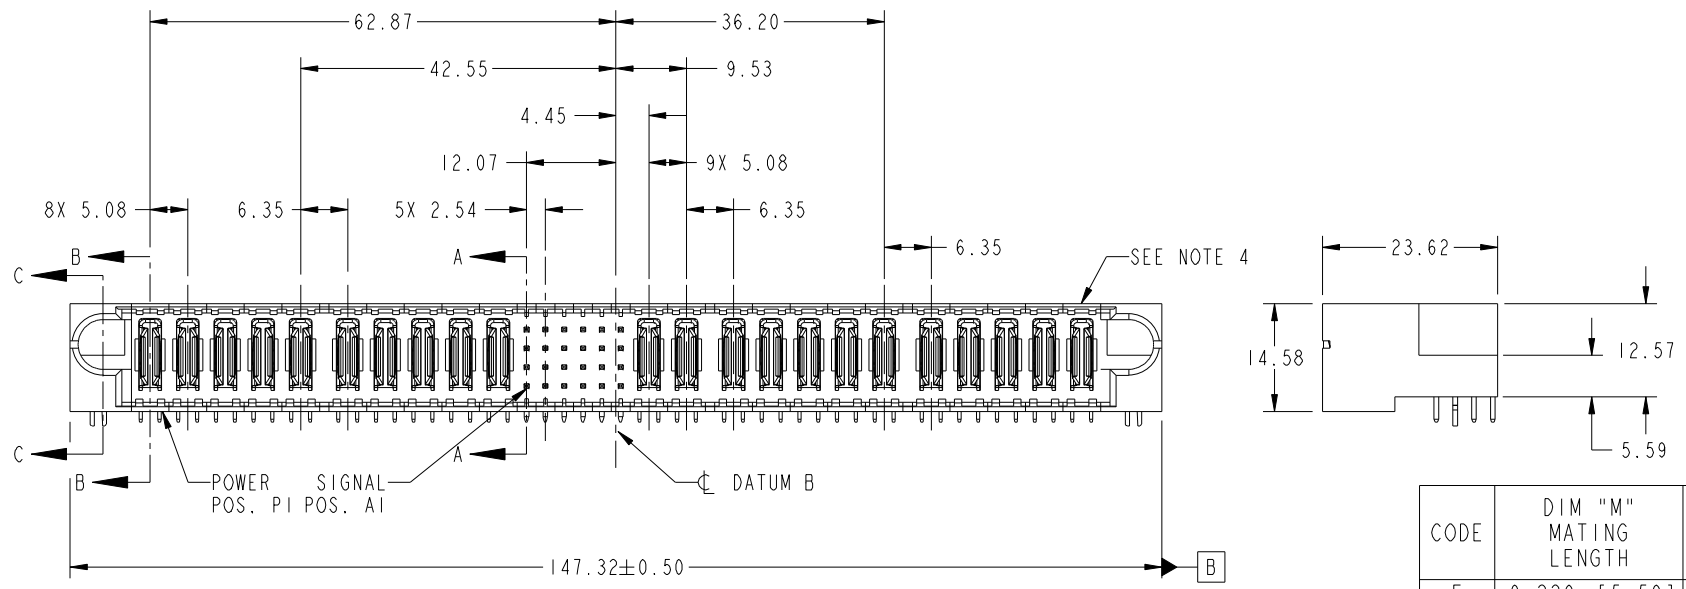 62.87
36.20
42.55
9.53
4.45
12.07
9X 5.08
8X 5.08
6.35
5X 2.54
6.35
6.35
B
A
C
SEE NOTE 4
23.62
14.58
12.57
5.59
C
A
B
POWER
POS. P1
SIGNAL
POS. A1
℄ DATUM B
147.32±0.50
B
CODE
DIM "M"
MATING
LENGTH